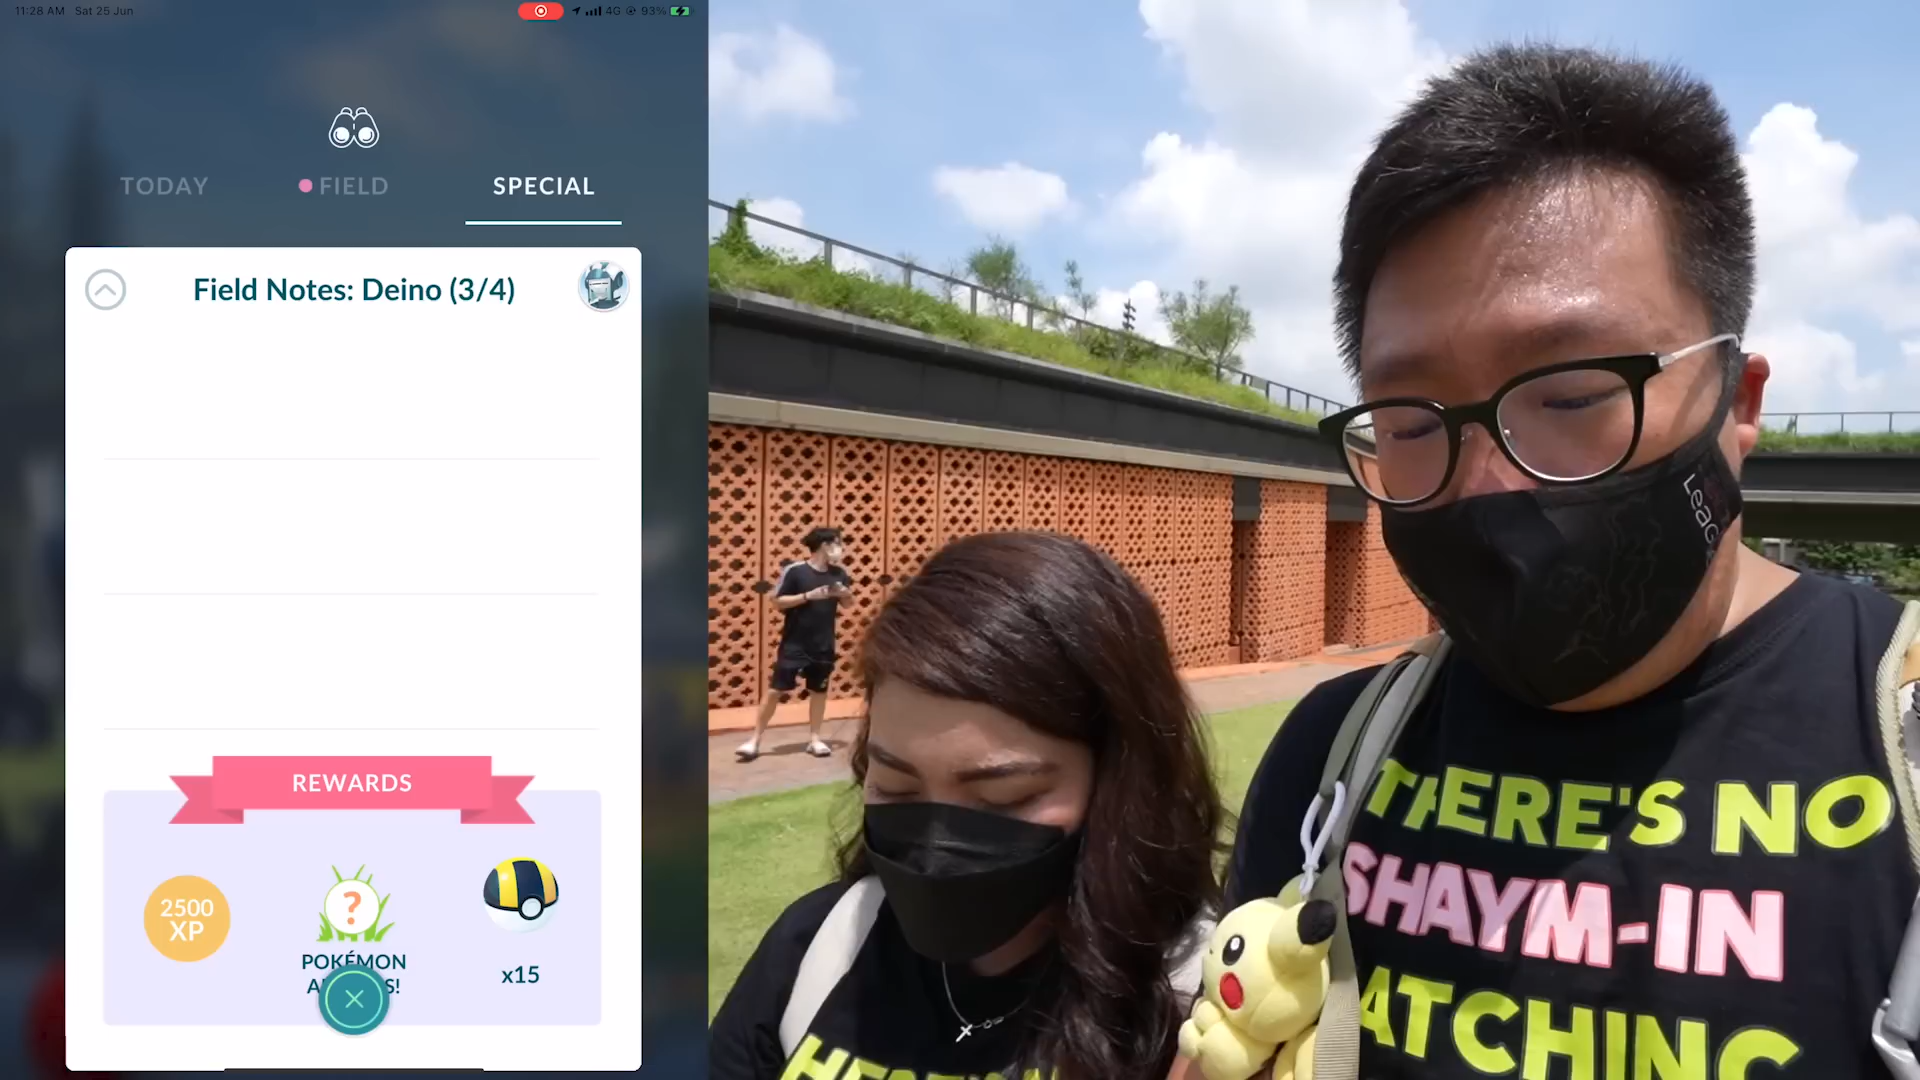 11:28 AM Sat 25 Jun
4G 93%
TODAY
FIELD
SPECIAL
Field Notes: Deino (3/4)
REWARDS
2500
XP
?
POKÉMON
x15
THERE'S NO
SHAYM-IN